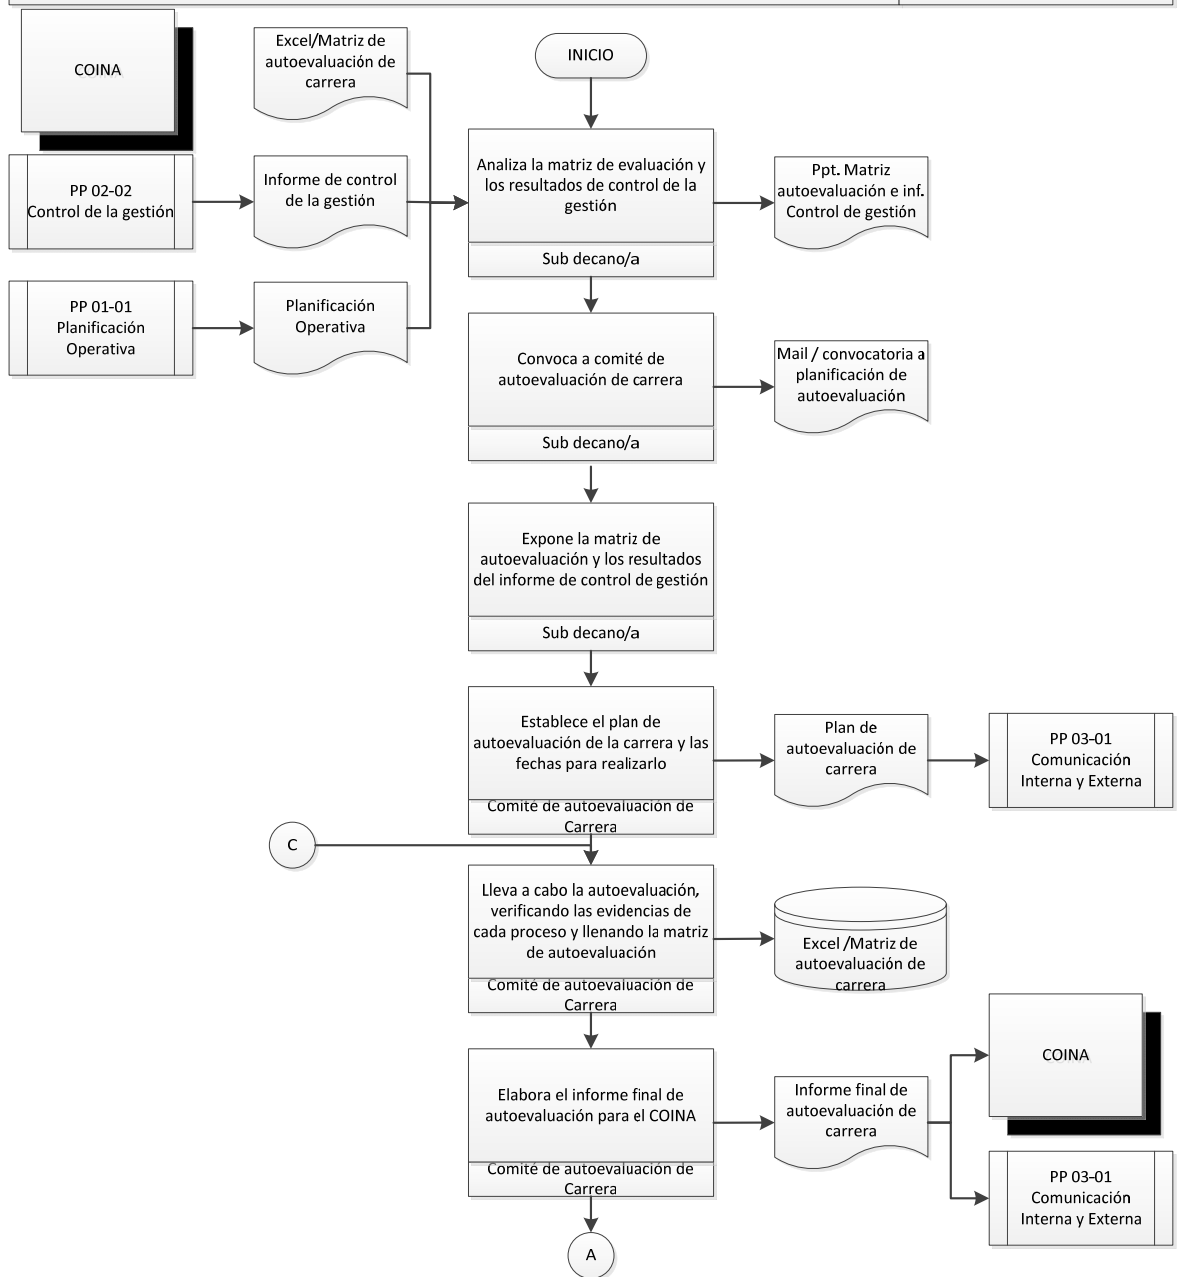 COINA
Excel/Matriz de
autoevaluación de
carrera
INICIO
PP 02-02
Control de la gestión
Informe de control
de la gestión
Analiza la matriz de evaluación y
los resultados de control de la
gestión
Sub decano/a
Ppt. Matriz
autoevaluación e inf.
Control de gestión
PP 01-01
Planificación
Operativa
Planificación
Operativa
Convoca a comité de
autoevaluación de carrera
Sub decano/a
Mail / convocatoria a
planificación de
autoevaluación
Expone la matriz de
autoevaluación y los resultados
del informe de control de gestión
Sub decano/a
Establece el plan de
autoevaluación de la carrera y las
fechas para realizarlo
Comité de autoevaluación de
Carrera
Plan de
autoevaluación de
carrera
PP 03-01
Comunicación
Interna y Externa
C
Lleva a cabo la autoevaluación,
verificando las evidencias de
cada proceso y llenando la matriz
de autoevaluación
Comité de autoevaluación de
Carrera
Excel /Matriz de
autoevaluación de
carrera
Elabora el informe final de
autoevaluación para el COINA
Comité de autoevaluación de
Carrera
Informe final de
autoevaluación de
carrera
COINA
PP 03-01
Comunicación
Interna y Externa
A